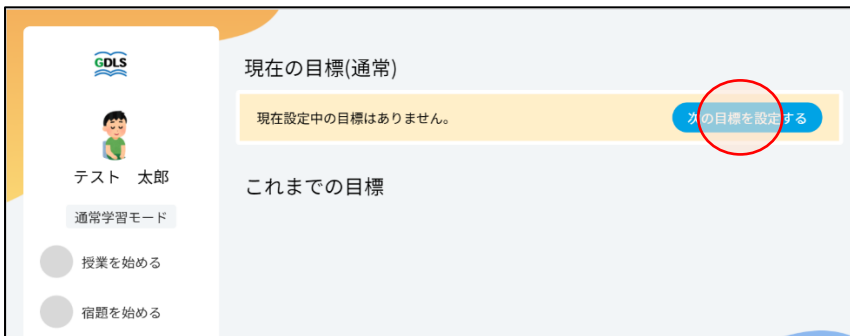 GDLS
テスト 太郎
通常学習モード
授業を始める
宿題を始める
現在の目標(通常)
現在設定中の目標はありません。
次の目標を設定する
これまでの目標